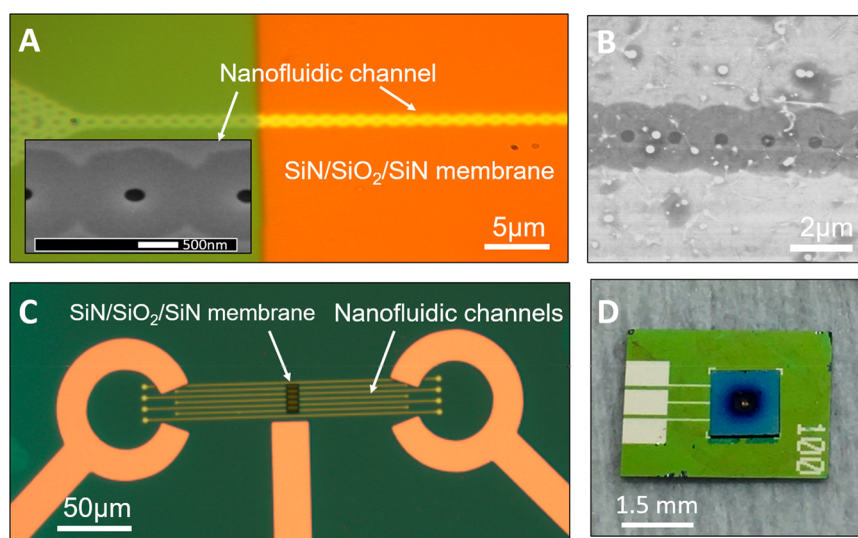 A
Nanofluidic channel
SiN/SiO₂/SiN membrane
5μm
500nm
B
2μm
C
SiN/SiO₂/SiN
membrane
Nanofluidic channels
50μm
D
100
1.5 mm